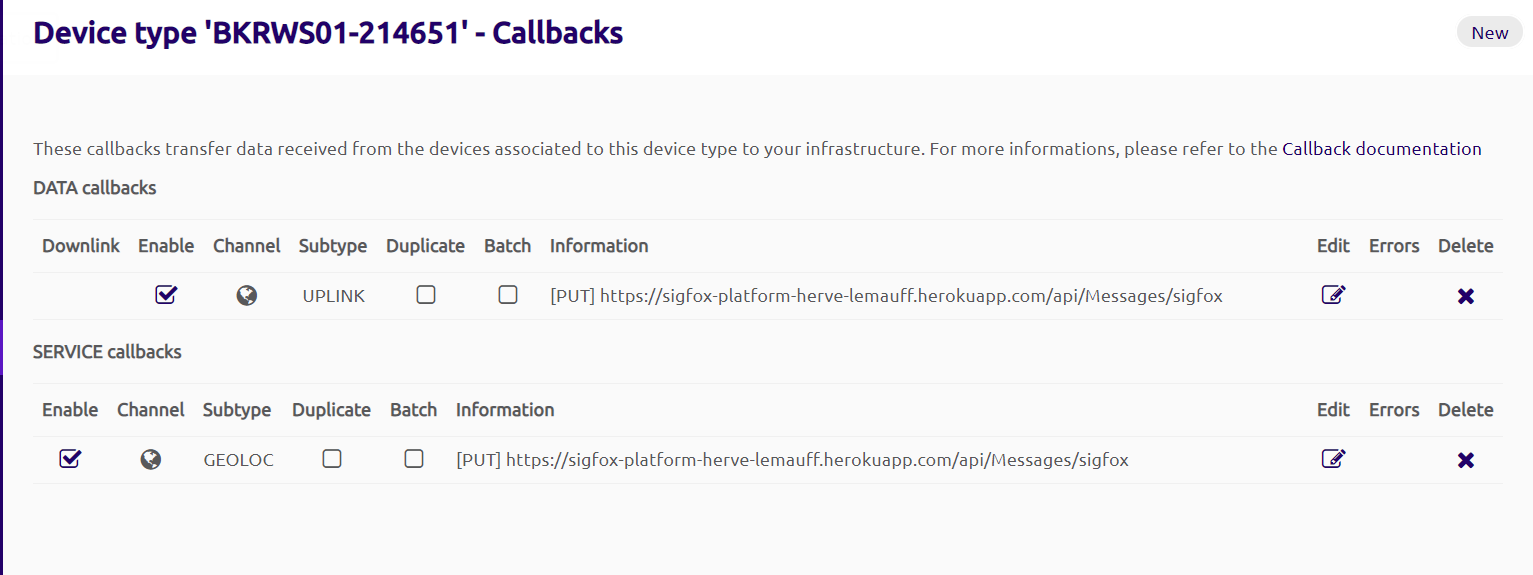 Device type 'BKRWS01-214651' - Callbacks
New
These callbacks transfer data received from the devices associated to this device type to your infrastructure. For more informations, please refer to the Callback documentation
DATA callbacks
Downlink Enable Channel Subtype Duplicate Batch Information Edit Errors Delete
UPLINK [PUT] https://sigfox-platform-herve-lemauff.herokuapp.com/api/Messages/sigfox
SERVICE callbacks
Enable Channel Subtype Duplicate Batch Information Edit Errors Delete
GEOLOC [PUT] https://sigfox-platform-herve-lemauff.herokuapp.com/api/Messages/sigfox